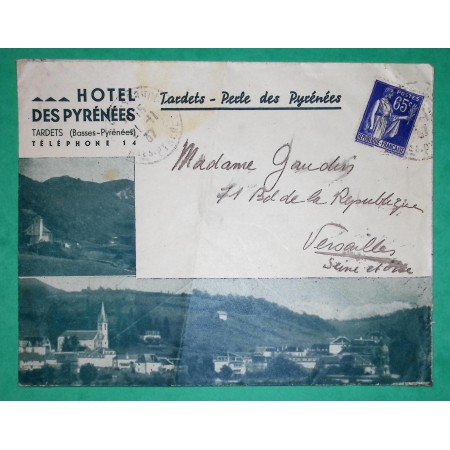 HOTEL
DES PYRÉNÉES
TARDETS (Basses-Pyrénées)
TÉLÉPHONE 14
Tardets - Perle des Pyrénées
POSTES
65c
REPUBLIQUE FRANÇAISE
Madame Gaudin
71 Bd de la Republique
Versailles
Seine et Oise